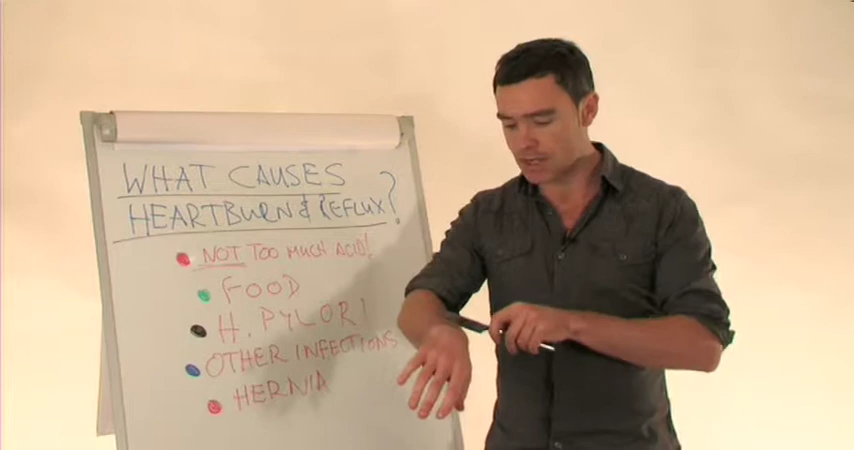 WHAT CAUSES
HEARTBURN & REFLUX?
NOT TOO MUCH ACID!
FOOD
H. PYLORI
OTHER INFECTIONS
HERNIA